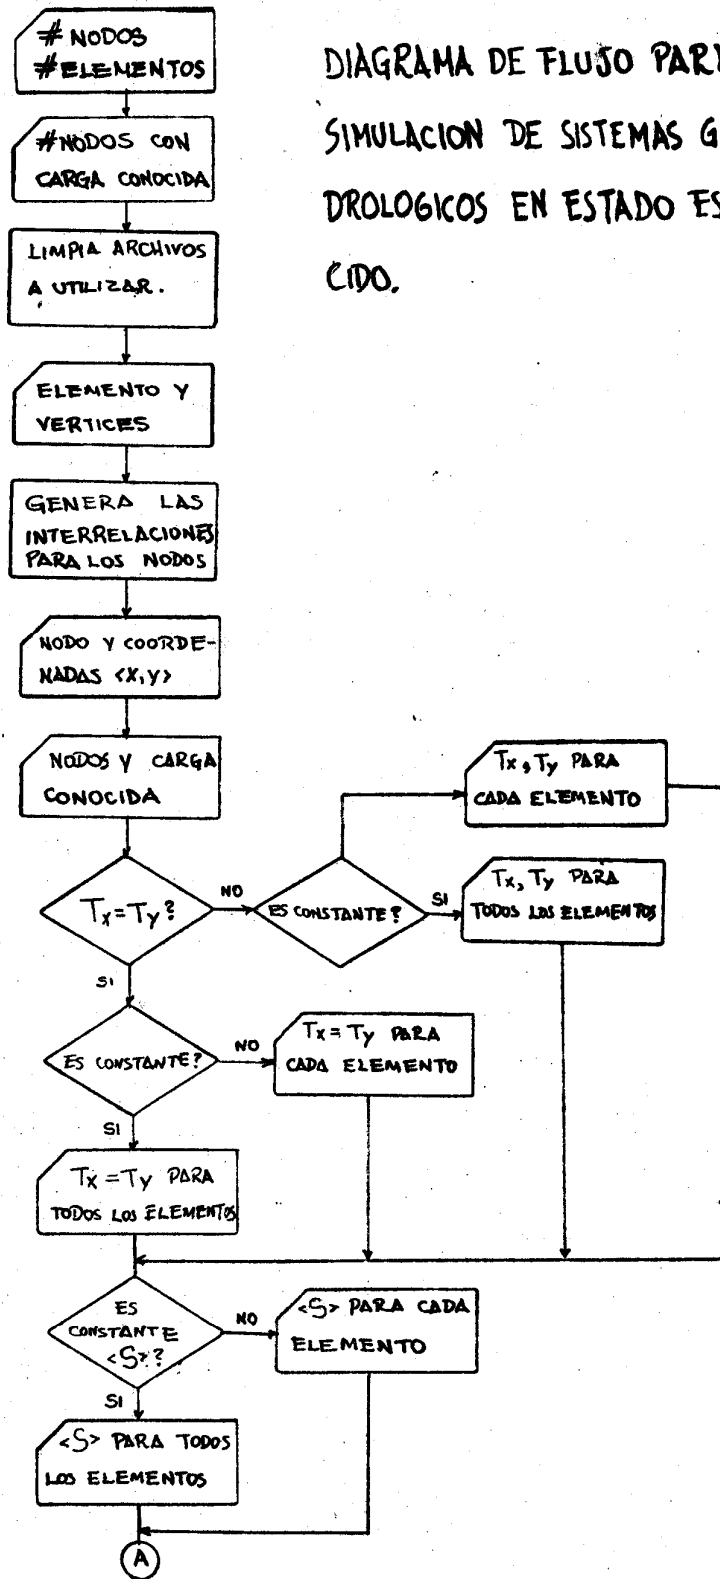 # NODOS
# ELEMENTOS
DIAGRAMA DE FLUJO PARA
SIMULACION DE SISTEMAS G
DROLOGICOS EN ESTADO ES
CIDO.
#NODOS CON
CARGA CONOCIDA
LIMPIA ARCHIVOS
A UTILIZAR.
ELEMENTO Y
VERTICES
GENERA LAS
INTERRELACIONES
PARA LOS NODOS
NODO Y COORDE-
NADAS <X,Y>
NODOS Y CARGA
CONOCIDA
Tx, Ty PARA
CADA ELEMENTO
Tx = Ty?
NO
ES CONSTANTE?
SI
Tx, Ty PARA
TODOS LOS ELEMENTOS
SI
ES CONSTANTE?
NO
Tx = Ty PARA
CADA ELEMENTO
SI
Tx = Ty PARA
TODOS LOS ELEMENTOS
ES
CONSTANTE
<S>?
NO
<S> PARA CADA
ELEMENTO
SI
<S> PARA TODOS
LOS ELEMENTOS
A